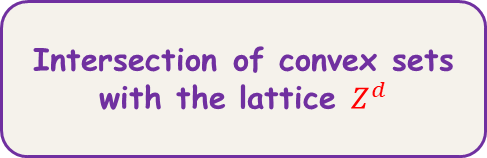 Intersection of convex sets
with the lattice $Z^d$